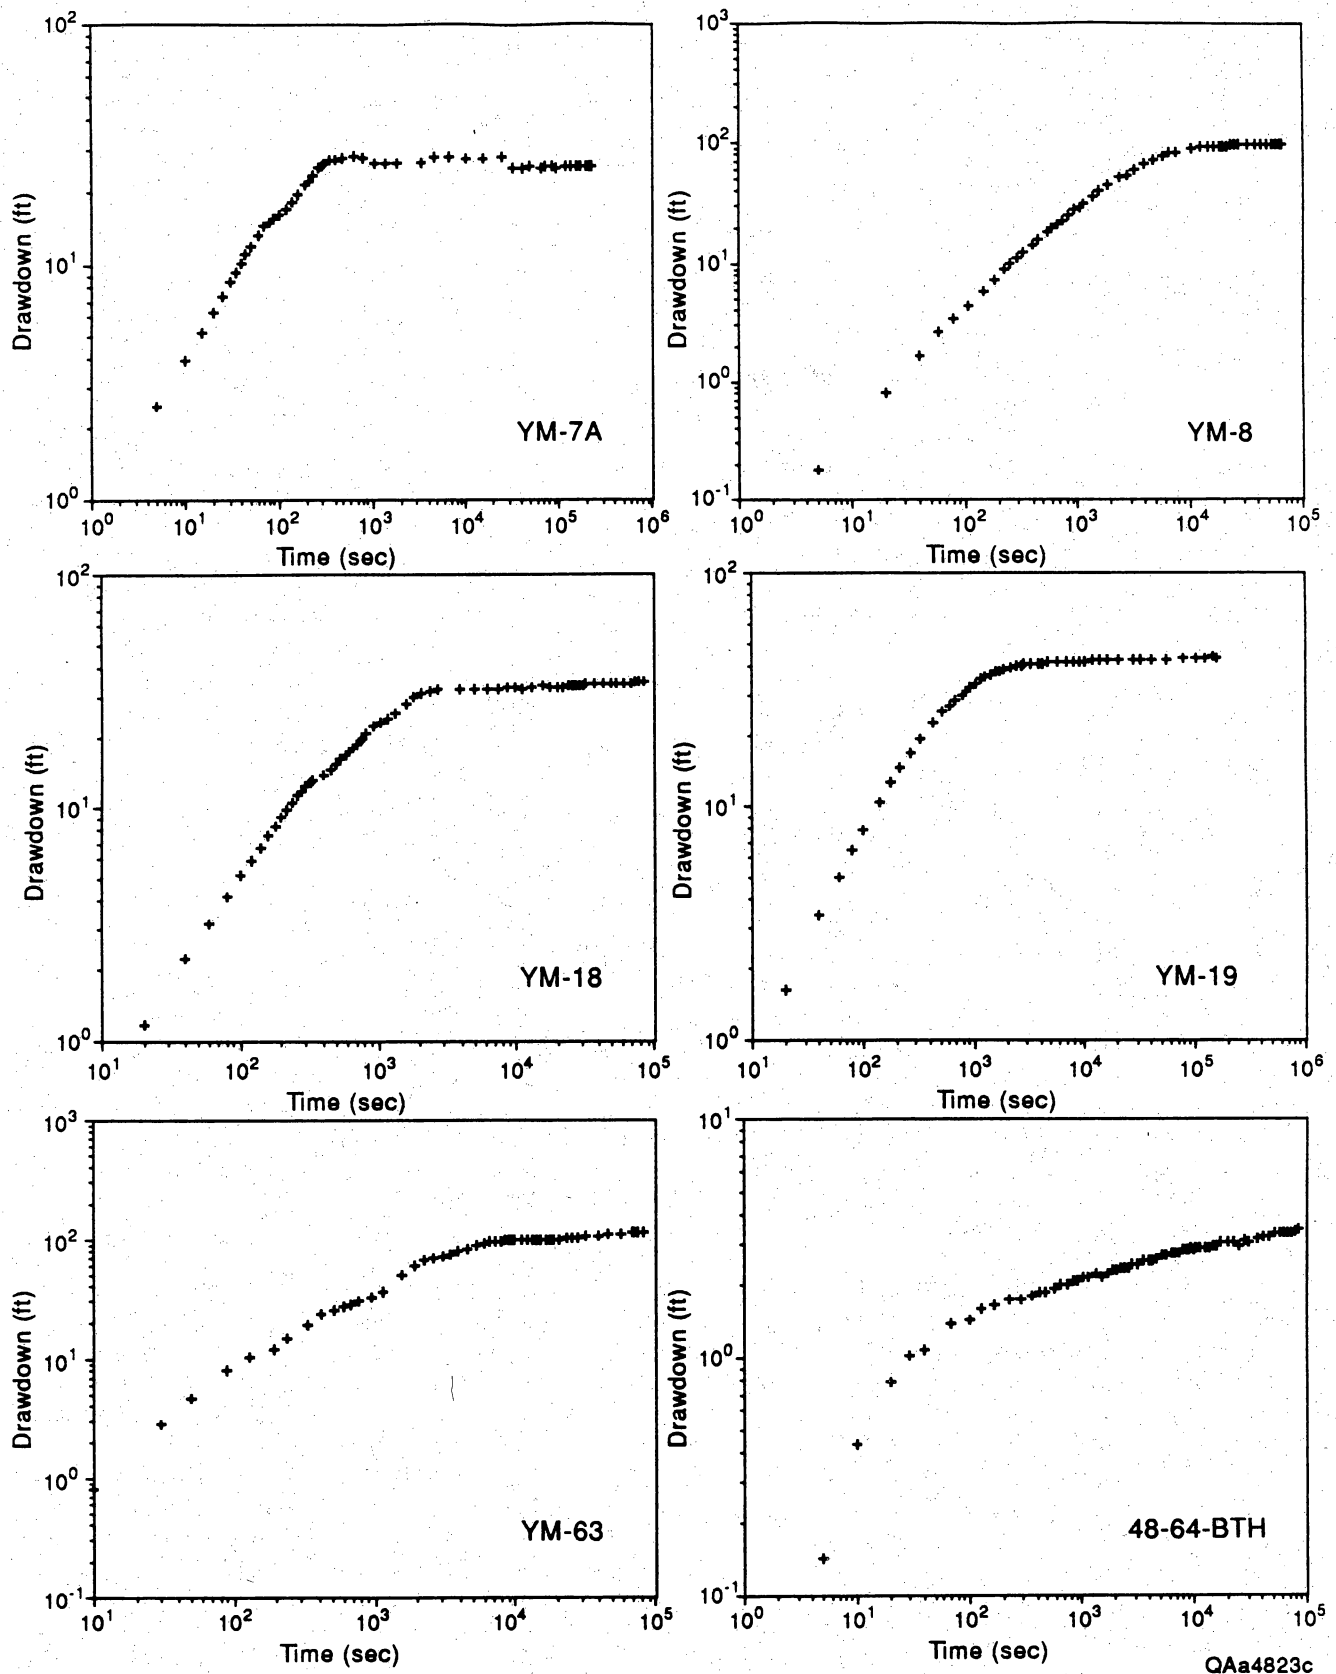 10²
10¹
10⁰
Drawdown (ft)
YM-7A
10⁰ 10¹ 10² 10³ 10⁴ 10⁵ 10⁶
Time (sec)
10³
10²
10¹
10⁰
10⁻¹
Drawdown (ft)
YM-8
10⁰ 10¹ 10² 10³ 10⁴ 10⁵
Time (sec)
10²
10¹
10⁰
Drawdown (ft)
YM-18
10¹ 10² 10³ 10⁴ 10⁵
Time (sec)
10²
10¹
10⁰
Drawdown (ft)
YM-19
10¹ 10² 10³ 10⁴ 10⁵ 10⁶
Time (sec)
10³
10²
10¹
10⁰
10⁻¹
Drawdown (ft)
YM-63
10¹ 10² 10³ 10⁴ 10⁵
Time (sec)
10¹
10⁰
10⁻¹
Drawdown (ft)
48-64-BTH
10⁰ 10¹ 10² 10³ 10⁴ 10⁵
Time (sec)
QAa4823c